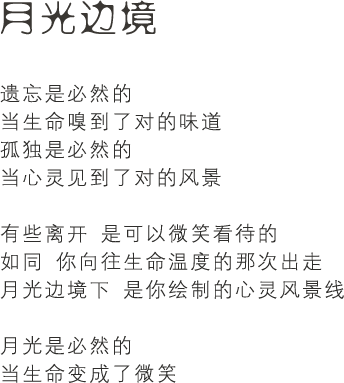 月光边境
遗忘是必然的
当生命嗅到了对的味道
孤独是必然的
当心灵见到了对的风景
有些离开 是可以微笑看待的
如同 你向往生命温度的那次出走
月光边境下 是你绘制的心灵风景线
月光是必然的
当生命变成了微笑